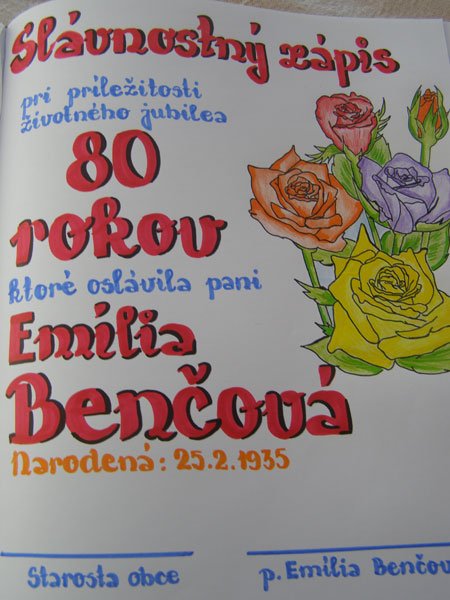 Slávnostný zápis
pri príležitosti
životného jubilea
80
rokov
ktoré oslávila pani
Emília
Benčová
Narodená: 25.2.1935
Starosta obce
p. Emília Benčov